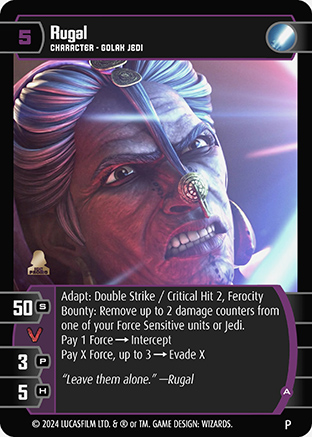 5
Rugal
CHARACTER - GOLAK JEDI
50 S
Adapt: Double Strike / Critical Hit 2, Ferocity
Bounty: Remove up to 2 damage counters from
one of your Force Sensitive units or Jedi.
3 P
Pay 1 Force → Intercept
Pay X Force, up to 3 → Evade X
5 H
“Leave them alone.” —Rugal
A
© 2024 LUCASFILM LTD. & ® or TM. GAME DESIGN: WIZARDS.
P